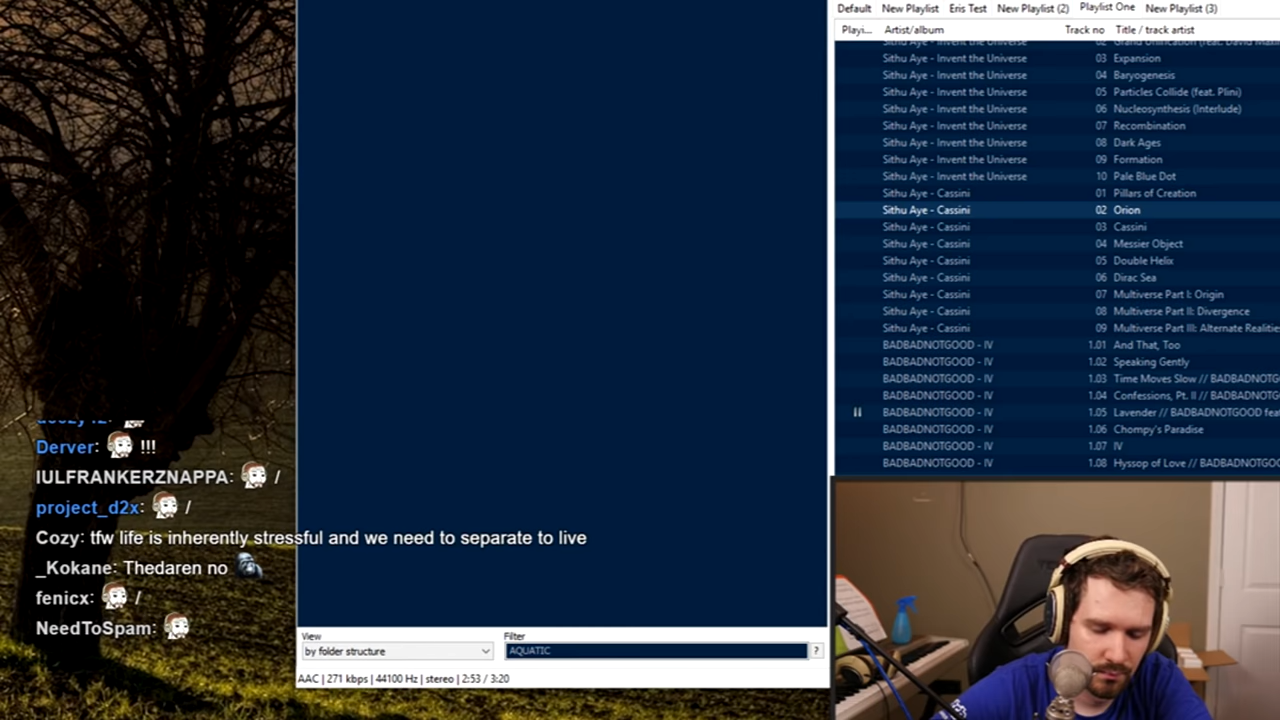 Default New Playlist Eris Test New Playlist (2) Playlist One New Playlist (3)
Playi... Artist/album Track no Title / track artist
Sithu Aye - Invent the Universe 02 Grand Unification (feat. David
Sithu Aye - Invent the Universe 03 Expansion
Sithu Aye - Invent the Universe 04 Baryogenesis
Sithu Aye - Invent the Universe 05 Particles Collide (feat. Plini)
Sithu Aye - Invent the Universe 06 Nucleosynthesis (Interlude)
Sithu Aye - Invent the Universe 07 Recombination
Sithu Aye - Invent the Universe 08 Dark Ages
Sithu Aye - Invent the Universe 09 Formation
Sithu Aye - Invent the Universe 10 Pale Blue Dot
Sithu Aye - Cassini 01 Pillars of Creation
Sithu Aye - Cassini 02 Orion
Sithu Aye - Cassini 03 Cassini
Sithu Aye - Cassini 04 Messier Object
Sithu Aye - Cassini 05 Double Helix
Sithu Aye - Cassini 06 Dirac Sea
Sithu Aye - Cassini 07 Multiverse Part I: Origin
Sithu Aye - Cassini 08 Multiverse Part II: Divergence
Sithu Aye - Cassini 09 Multiverse Part III: Alternate Realitie
BADBADNOTGOOD - IV 1.01 And That, Too
BADBADNOTGOOD - IV 1.02 Speaking Gently
BADBADNOTGOOD - IV 1.03 Time Moves Slow // BADBADNOTG
BADBADNOTGOOD - IV 1.04 Confessions, Pt. II // BADBADNOT
BADBADNOTGOOD - IV 1.05 Lavender // BADBADNOTGOOD fea
BADBADNOTGOOD - IV 1.06 Chompy's Paradise
BADBADNOTGOOD - IV 1.07 IV
BADBADNOTGOOD - IV 1.08 Hyssop of Love // BADBADNOTGO
Derver: !!!
IULFRANKERZNAPPA: /
project_d2x: /
Cozy: tfw life is inherently stressful and we need to separate to live
_Kokane: Thedaren no
fenicx: /
NeedToSpam:
View Filter
by folder structure AQUATIC ?
AAC | 271 kbps | 44100 Hz | stereo | 2:53 / 3:20